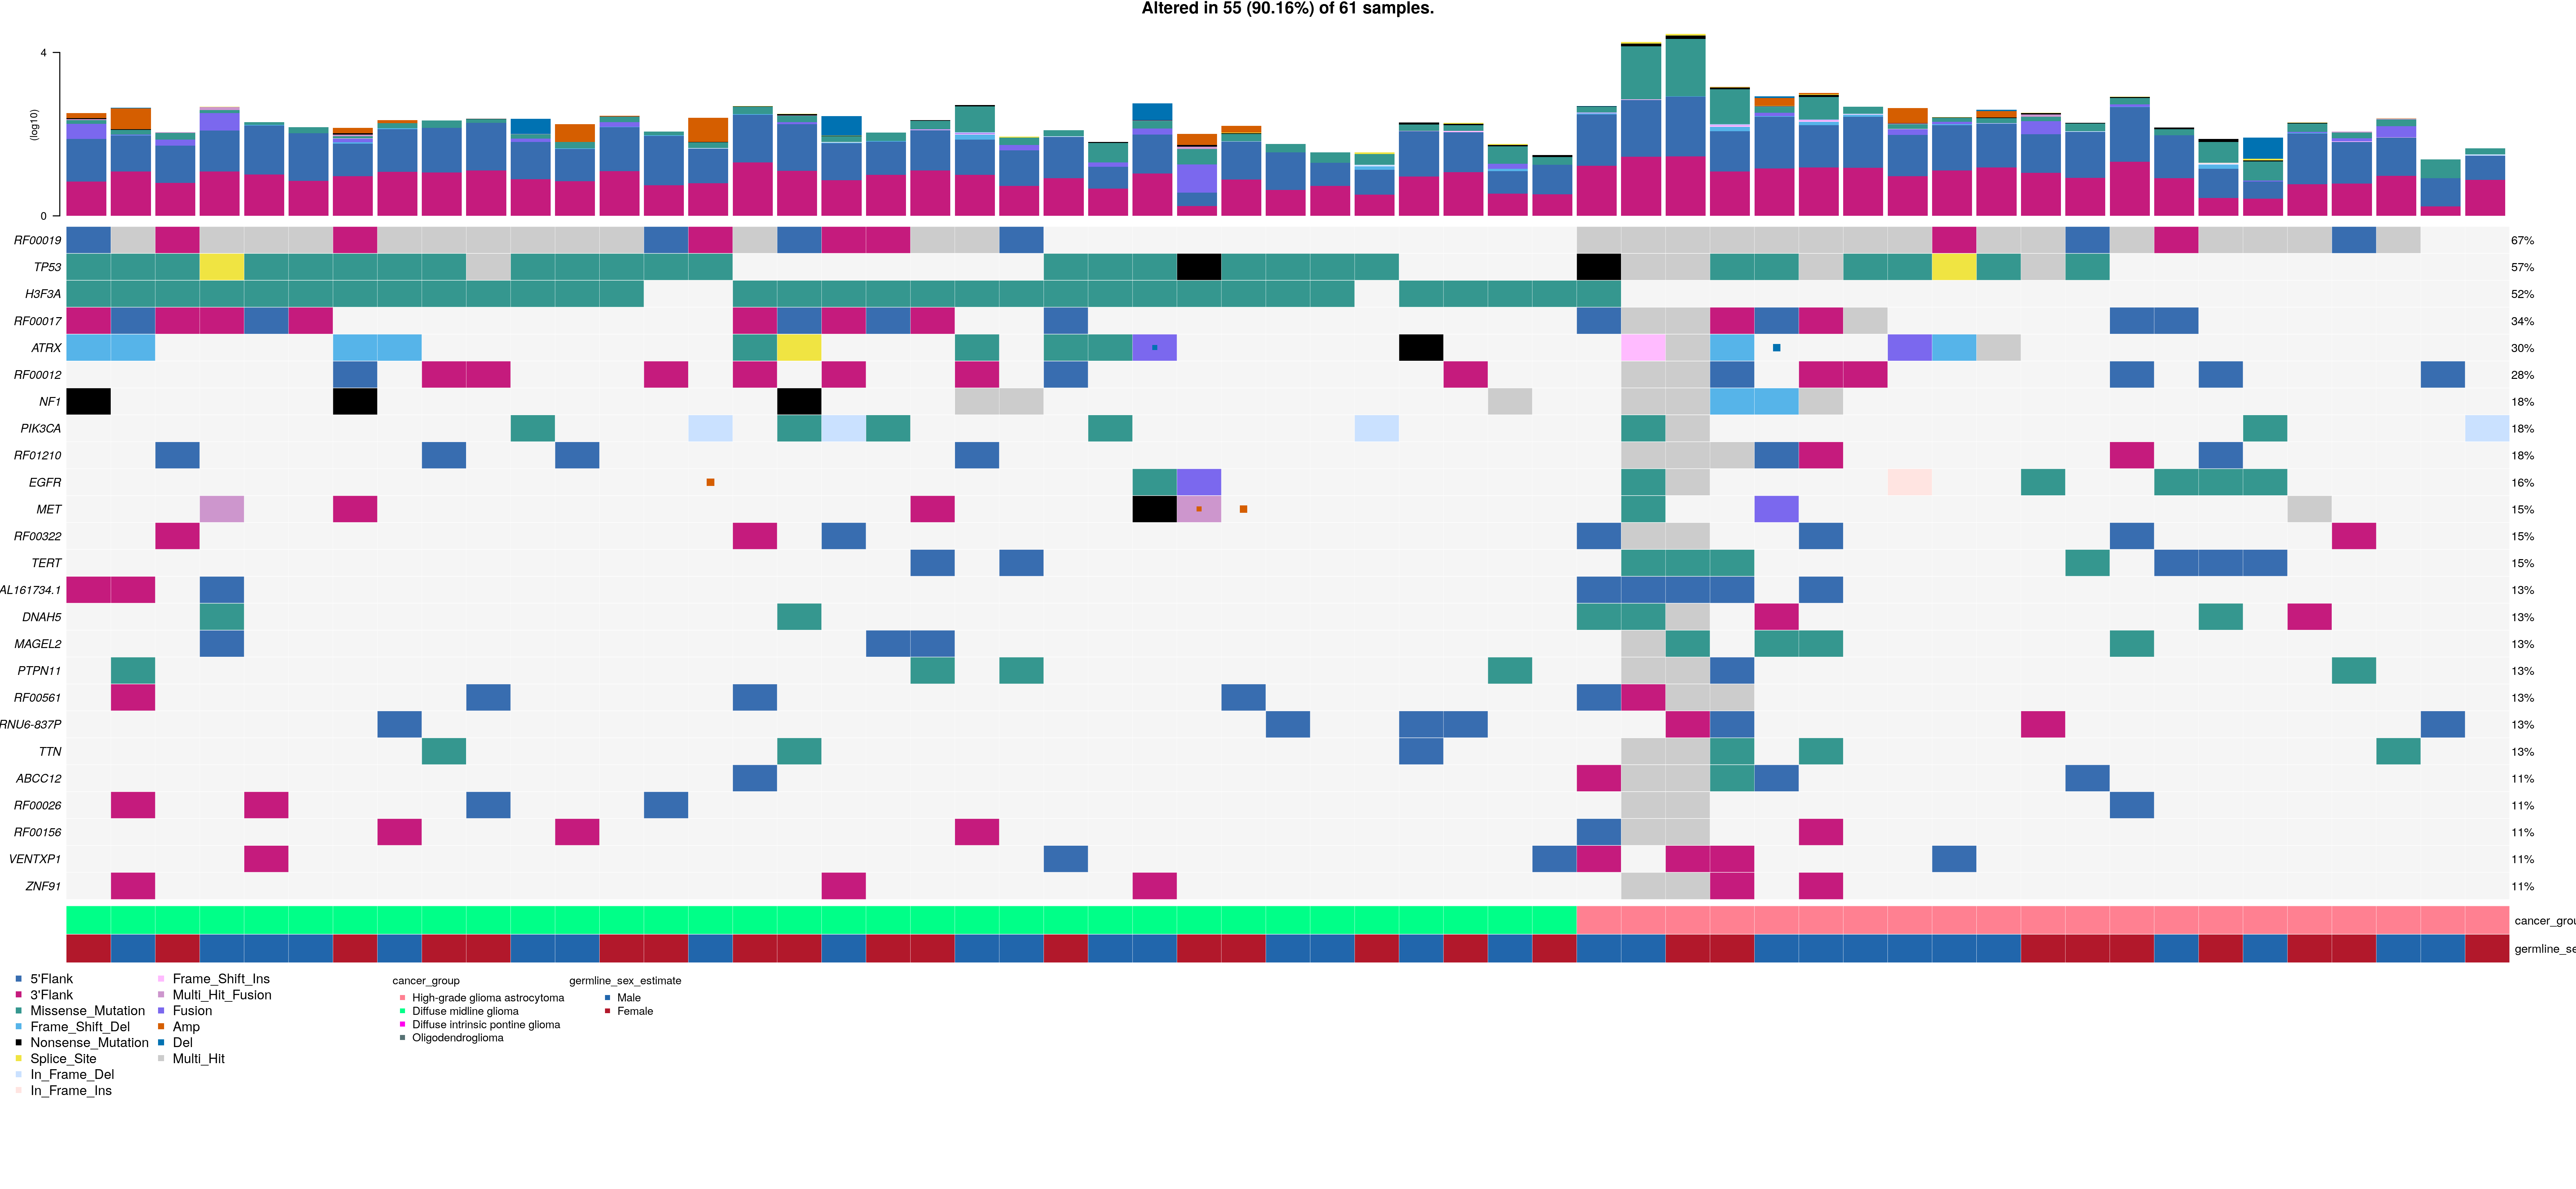 Altered in 55 (90.16%) of 61 samples.
4
(log10)
0
RF00019 67%
TP53 57%
H3F3A 52%
RF00017 34%
ATRX 30%
RF00012 28%
NF1 18%
PIK3CA 18%
RF01210 18%
EGFR 16%
MET 15%
RF00322 15%
TERT 15%
AL161734.1 13%
DNAH5 13%
MAGEL2 13%
PTPN11 13%
RF00561 13%
RNU6-837P 13%
TTN 13%
ABCC12 11%
RF00026 11%
RF00156 11%
VENTXP1 11%
ZNF91 11%
cancer_grou
germline_se
5'Flank
3'Flank
Missense_Mutation
Frame_Shift_Del
Nonsense_Mutation
Splice_Site
In_Frame_Del
In_Frame_Ins
Frame_Shift_Ins
Multi_Hit_Fusion
Fusion
Amp
Del
Multi_Hit
cancer_group
High-grade glioma astrocytoma
Diffuse midline glioma
Diffuse intrinsic pontine glioma
Oligodendroglioma
germline_sex_estimate
Male
Female